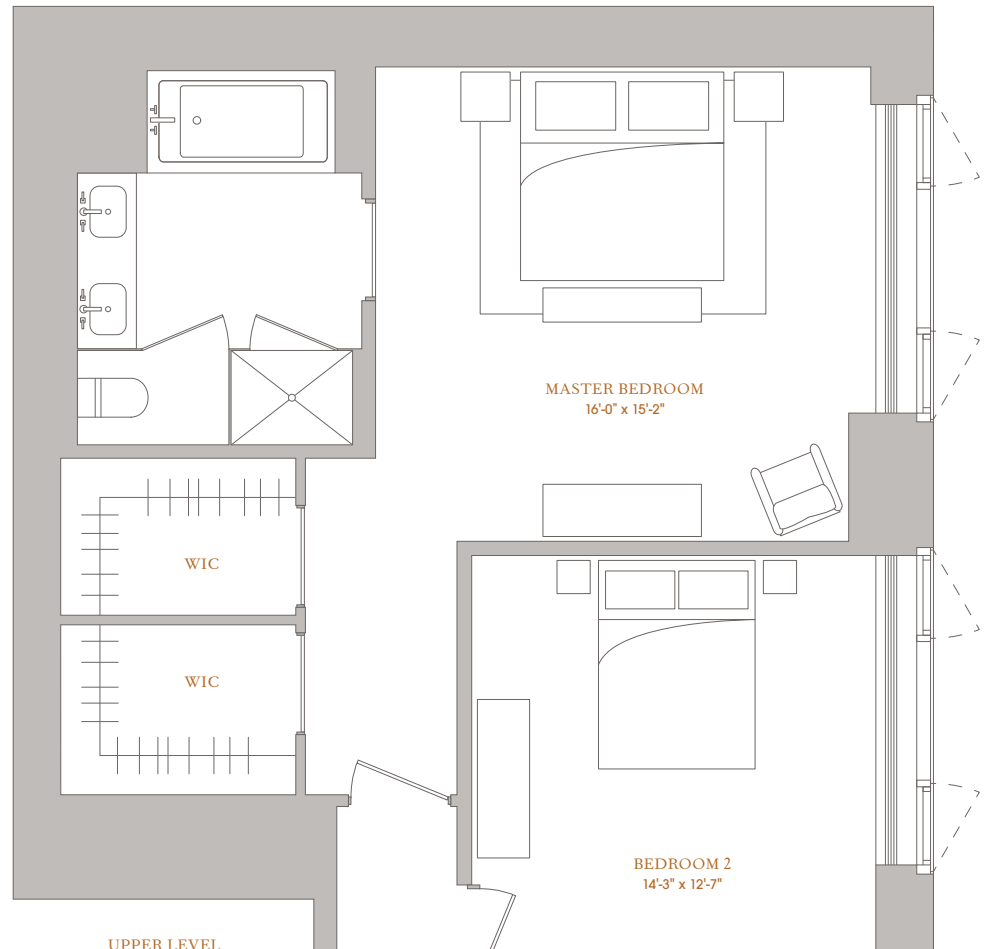 MASTER BEDROOM
16'-0" x 15'-2"
WIC
WIC
BEDROOM 2
14'-3" x 12'-7"
UPPER LEVEL